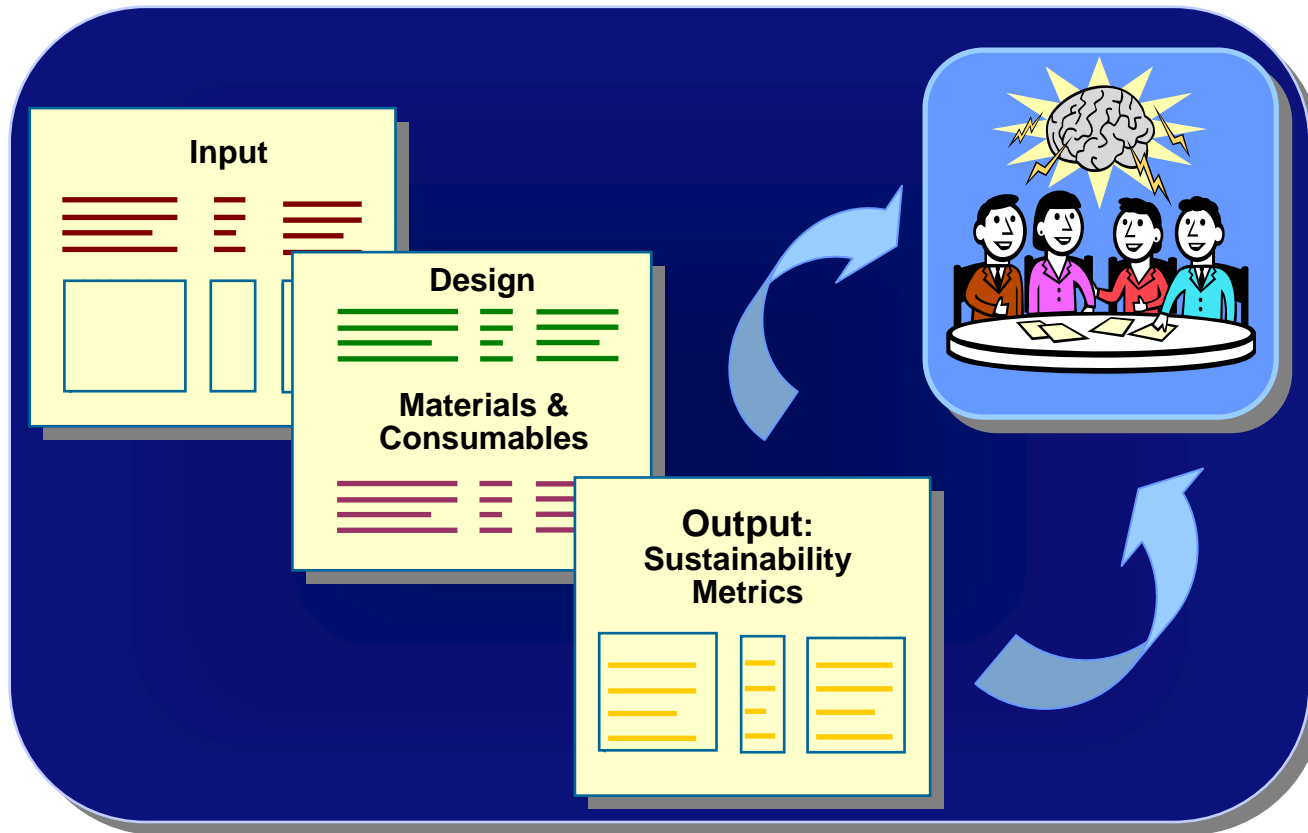 Input
Design
Materials &
Consumables
Output:
Sustainability
Metrics